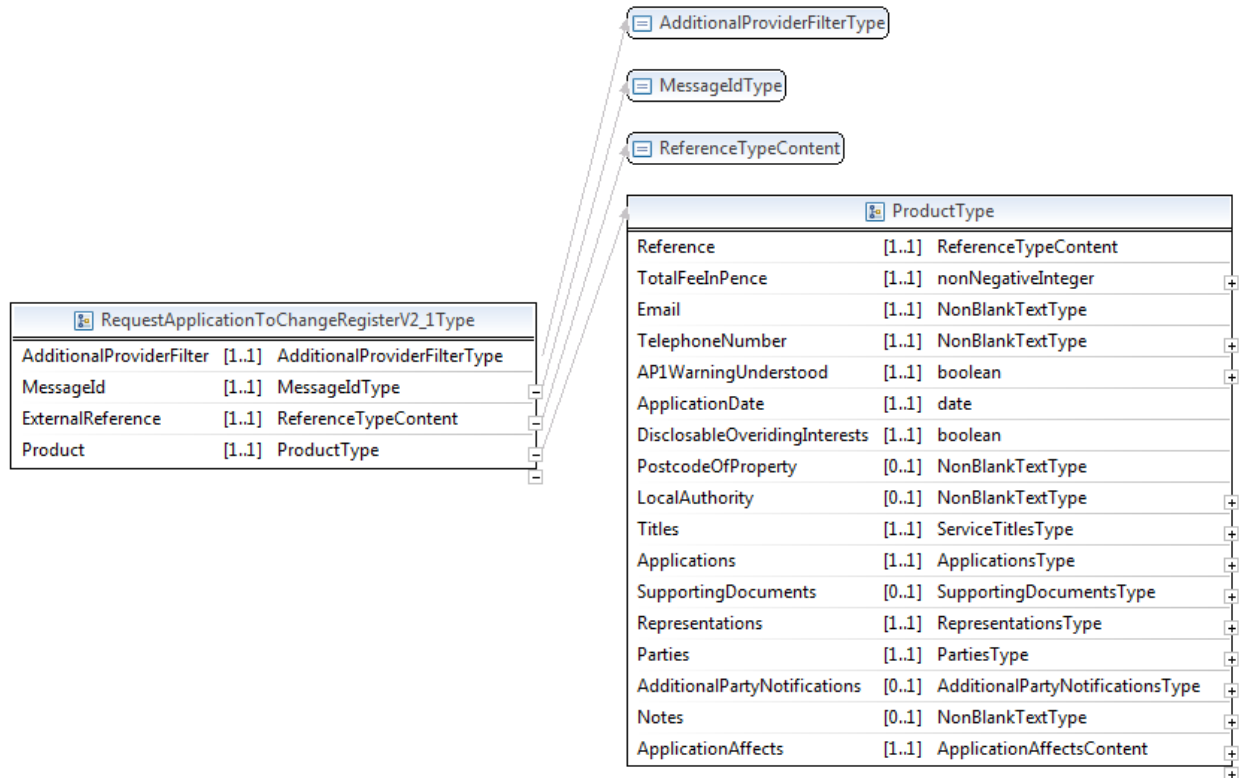 AdditionalProviderFilterType
MessageIdType
ReferenceTypeContent
RequestApplicationToChangeRegisterV2_1Type
AdditionalProviderFilter [1..1] AdditionalProviderFilterType
MessageId [1..1] MessageIdType
ExternalReference [1..1] ReferenceTypeContent
Product [1..1] ProductType
ProductType
Reference [1..1] ReferenceTypeContent
TotalFeeInPence [1..1] nonNegativeInteger
Email [1..1] NonBlankTextType
TelephoneNumber [1..1] NonBlankTextType
AP1WarningUnderstood [1..1] boolean
ApplicationDate [1..1] date
DisclosableOveridingInterests [1..1] boolean
PostcodeOfProperty [0..1] NonBlankTextType
LocalAuthority [0..1] NonBlankTextType
Titles [1..1] ServiceTitlesType
Applications [1..1] ApplicationsType
SupportingDocuments [0..1] SupportingDocumentsType
Representations [1..1] RepresentationsType
Parties [1..1] PartiesType
AdditionalPartyNotifications [0..1] AdditionalPartyNotificationsType
Notes [0..1] NonBlankTextType
ApplicationAffects [1..1] ApplicationAffectsContent